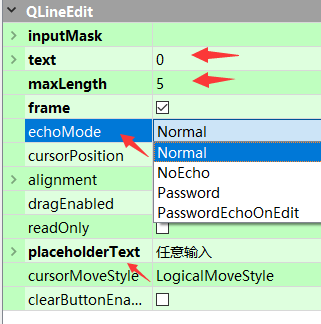 QLineEdit
inputMask
text 0
maxLength 5
frame
echoMode Normal
Normal
cursorPosition NoEcho
alignment Password
dragEnabled PasswordEchoOnEdit
readOnly
placeholderText 任意输入
cursorMoveStyle LogicalMoveStyle
clearButtonEna...